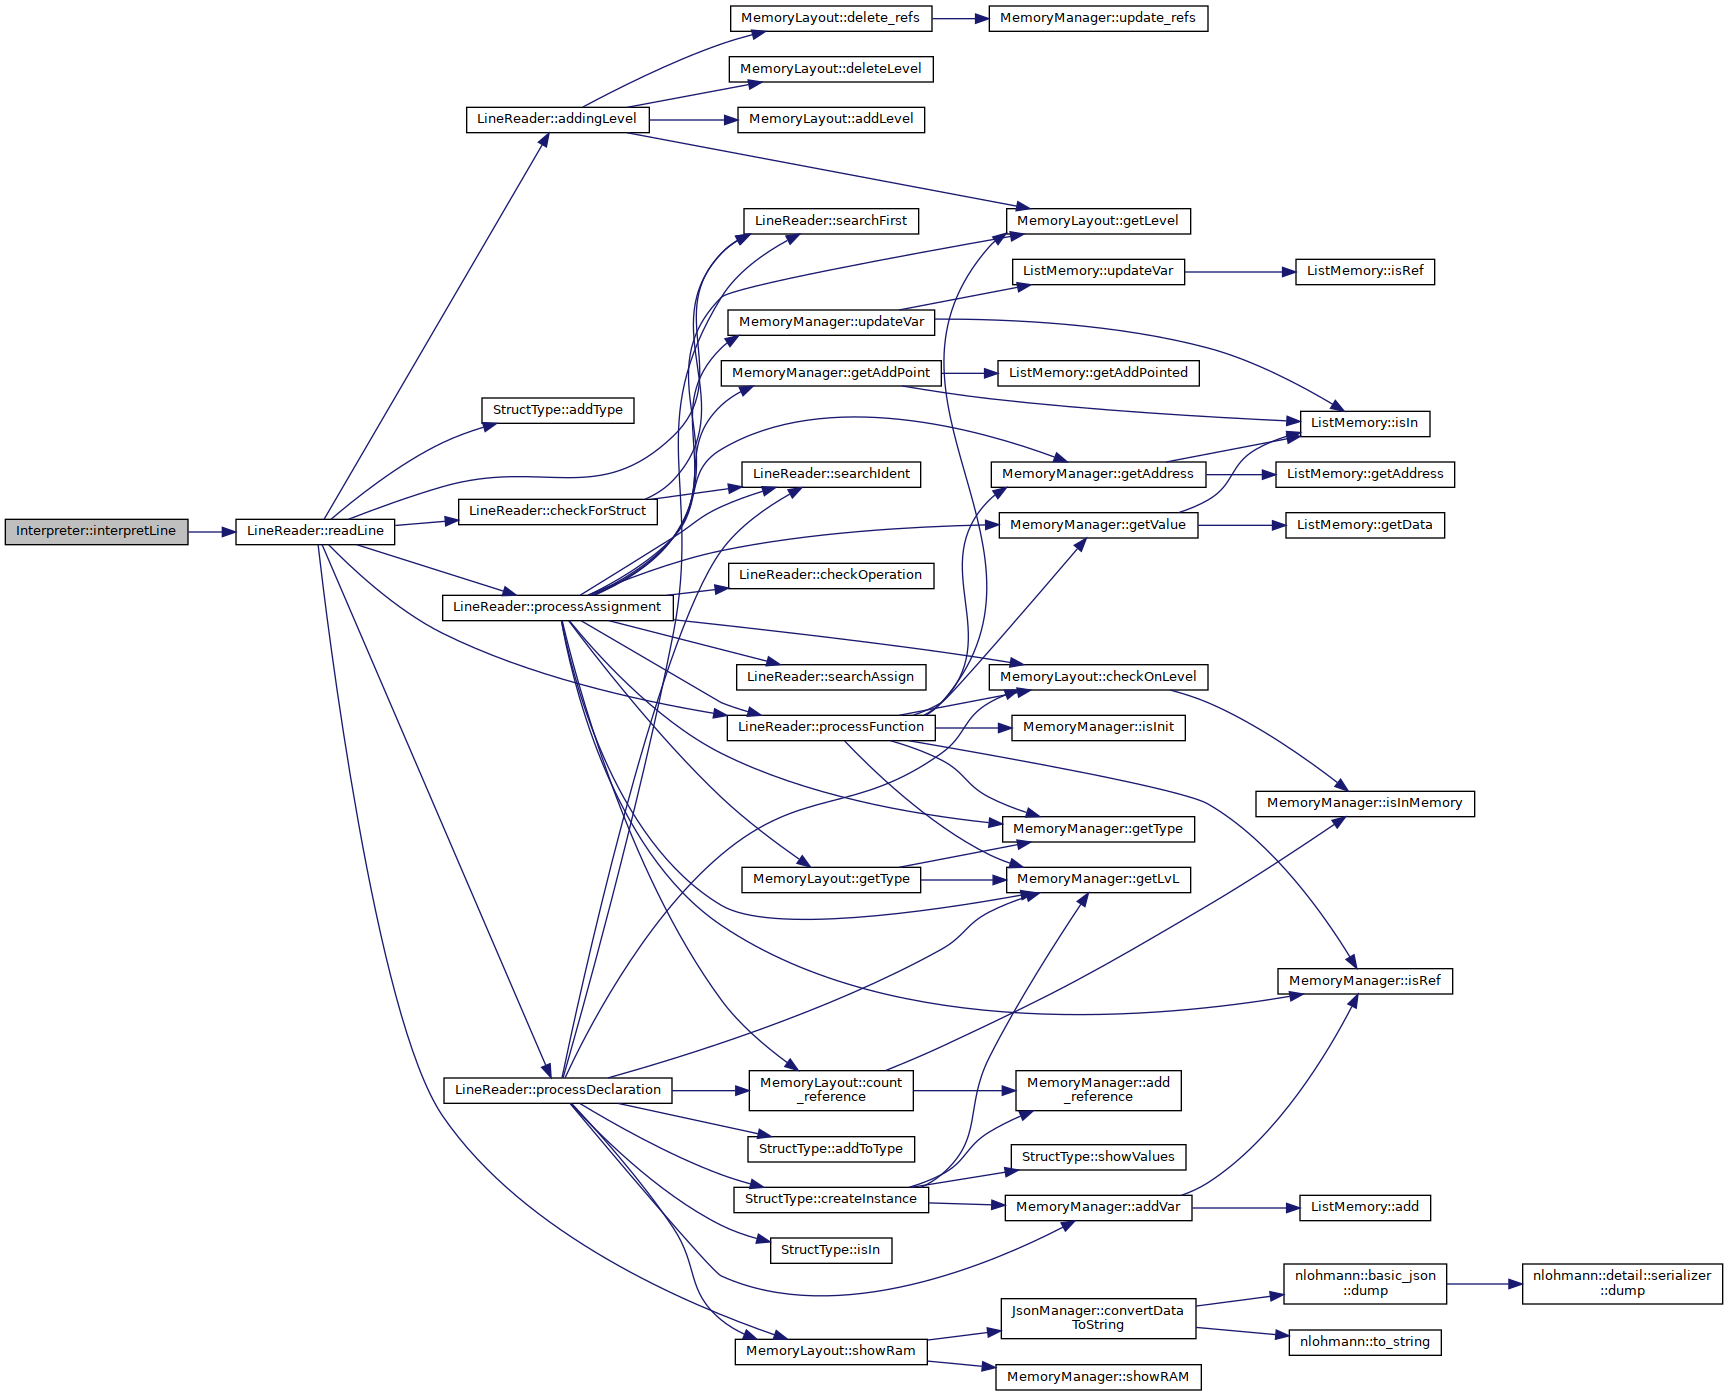 MemoryLayout::delete_refs
MemoryManager::update_refs
MemoryLayout::deleteLevel
LineReader::addingLevel
MemoryLayout::addLevel
LineReader::searchFirst
MemoryLayout::getLevel
ListMemory::updateVar
ListMemory::isRef
MemoryManager::updateVar
MemoryManager::getAddPoint
ListMemory::getAddPointed
StructType::addType
ListMemory::isIn
LineReader::searchIdent
MemoryManager::getAddress
ListMemory::getAddress
LineReader::checkForStruct
Interpreter::interpretLine
LineReader::readLine
MemoryManager::getValue
ListMemory::getData
LineReader::checkOperation
LineReader::processAssignment
LineReader::searchAssign
MemoryLayout::checkOnLevel
LineReader::processFunction
MemoryManager::isInit
MemoryManager::isInMemory
MemoryManager::getType
MemoryLayout::getType
MemoryManager::getLvL
MemoryManager::isRef
LineReader::processDeclaration
MemoryLayout::count
_reference
MemoryManager::add
_reference
StructType::addToType
StructType::showValues
StructType::createInstance
MemoryManager::addVar
ListMemory::add
StructType::isIn
nlohmann::basic_json
::dump
nlohmann::detail::serializer
::dump
JsonManager::convertData
ToString
nlohmann::to_string
MemoryLayout::showRam
MemoryManager::showRAM